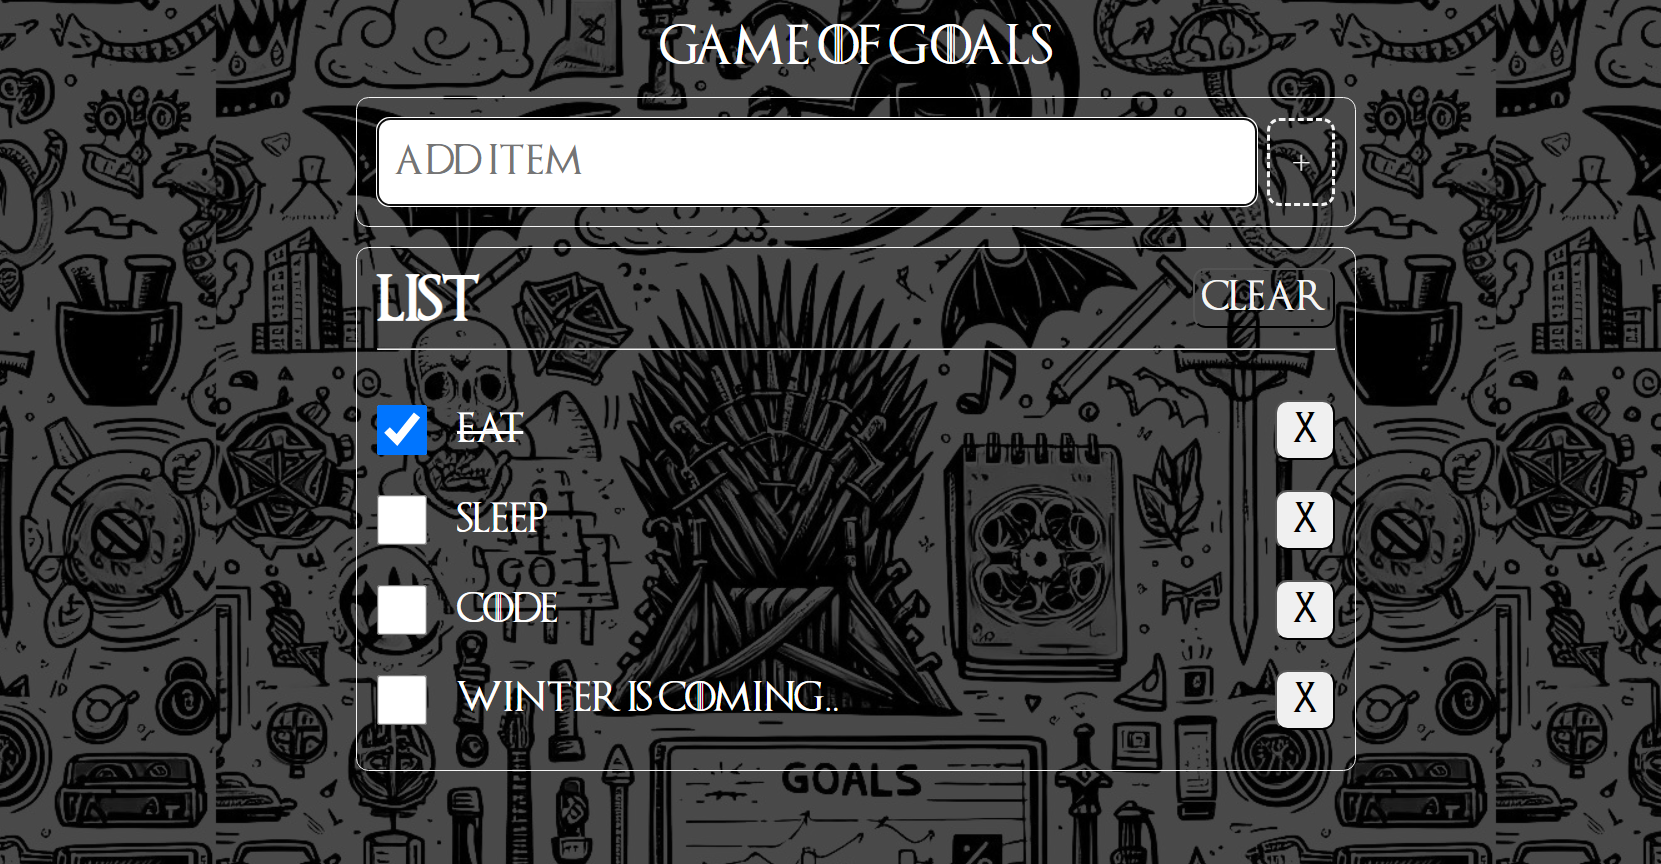 GAME OF GOALS
ADD ITEM
+
LIST
CLEAR
EAT
X
SLEEP
X
CODE
X
WINTER IS COMING..
X
GOALS
%